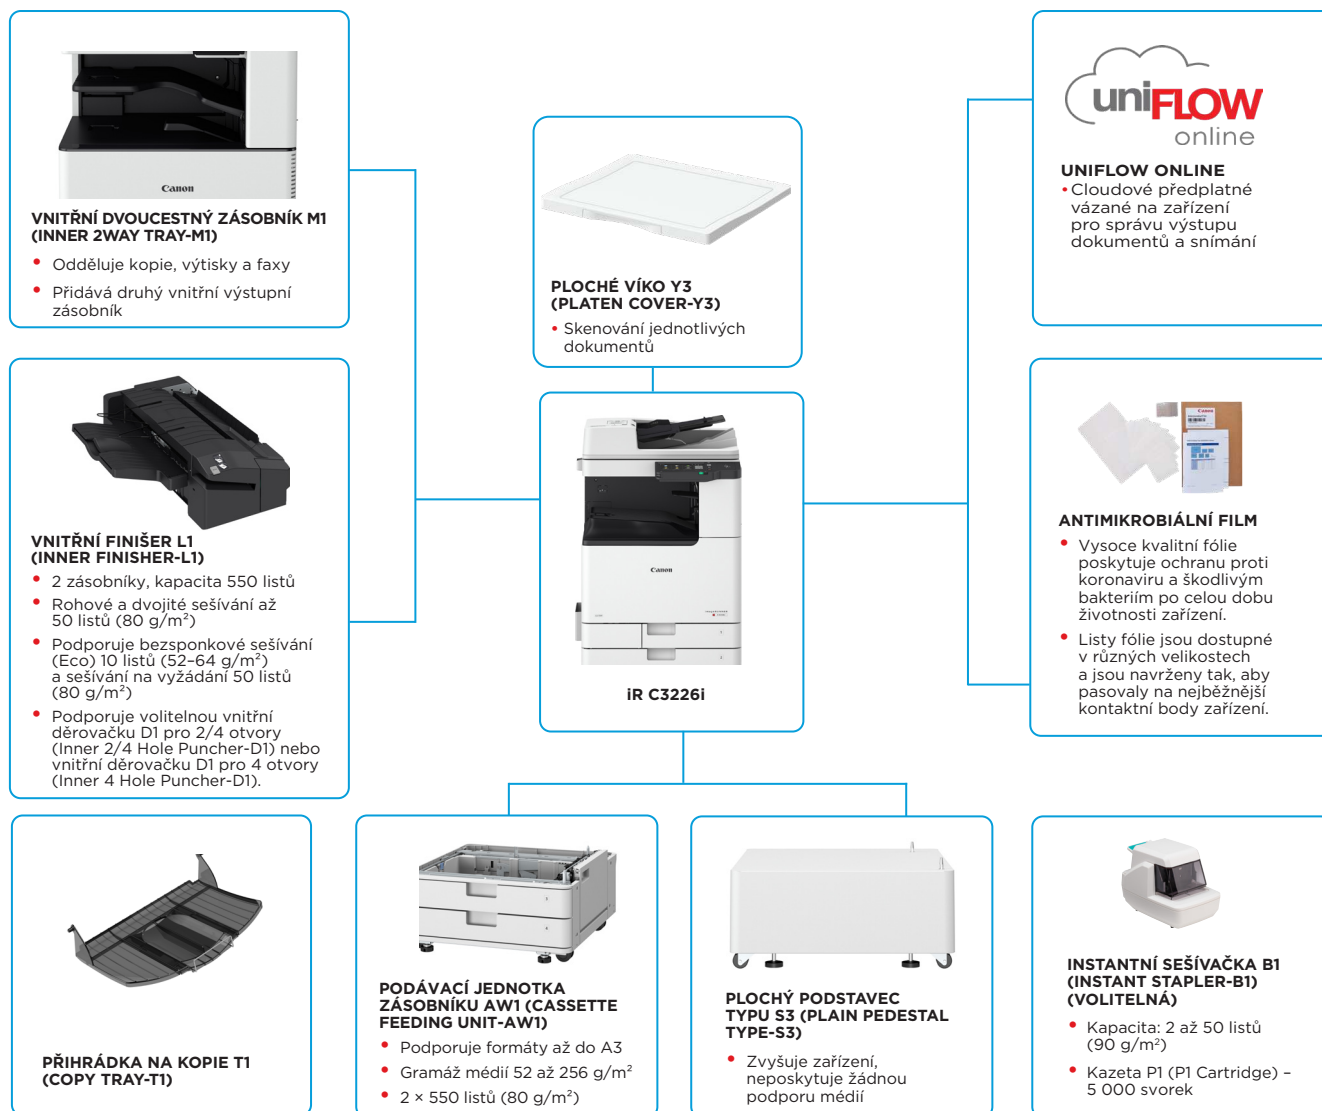 Canon
VNITŘNÍ DVOUCESTNÝ ZÁSOBNÍK M1
(INNER 2WAY TRAY-M1)
• Odděluje kopie, výtisky a faxy
• Přidává druhý vnitřní výstupní
zásobník
PLOCHÉ VÍKO Y3
(PLATEN COVER-Y3)
• Skenování jednotlivých
dokumentů
uniFLOW
online
UNIFLOW ONLINE
• Cloudové předplatné
vázané na zařízení
pro správu výstupu
dokumentů a snímání
VNITŘNÍ FINIŠER L1
(INNER FINISHER-L1)
• 2 zásobníky, kapacita 550 listů
• Rohové a dvojité sešívání až
50 listů (80 g/m²)
• Podporuje bezsponkové sešívání
(Eco) 10 listů (52–64 g/m²)
a sešívání na vyžádání 50 listů
(80 g/m²)
• Podporuje volitelnou vnitřní
děrovačku D1 pro 2/4 otvory
(Inner 2/4 Hole Puncher-D1) nebo
vnitřní děrovačku D1 pro 4 otvory
(Inner 4 Hole Puncher-D1).
Canon
iR C3226i
Canon
ANTIMIKROBIÁLNÍ FILM
• Vysoce kvalitní fólie
poskytuje ochranu proti
koronaviru a škodlivým
bakteriím po celou dobu
životnosti zařízení.
• Listy fólie jsou dostupné
v různých velikostech
a jsou navrženy tak, aby
pasovaly na nejběžnější
kontaktní body zařízení.
PŘIHRÁDKA NA KOPIE T1
(COPY TRAY-T1)
PODÁVACÍ JEDNOTKA
ZÁSOBNÍKU AW1 (CASSETTE
FEEDING UNIT-AW1)
• Podporuje formáty až do A3
• Gramáž médií 52 až 256 g/m²
• 2 × 550 listů (80 g/m²)
PLOCHÝ PODSTAVEC
TYPU S3 (PLAIN PEDESTAL
TYPE-S3)
• Zvyšuje zařízení,
neposkytuje žádnou
podporu médií
INSTANTNÍ SEŠÍVAČKA B1
(INSTANT STAPLER-B1)
(VOLITELNÁ)
• Kapacita: 2 až 50 listů
(90 g/m²)
• Kazeta P1 (P1 Cartridge) –
5 000 svorek